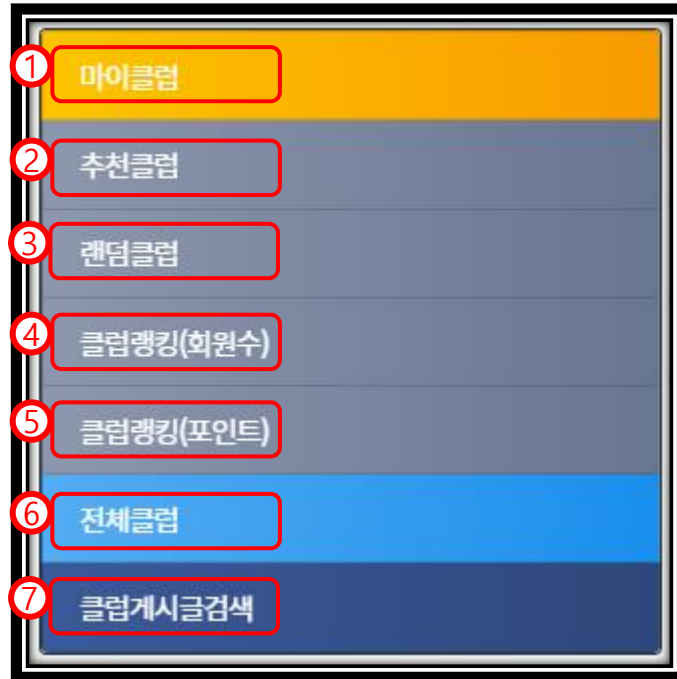 ① 마이클럽
② 추천클럽
③ 랜덤클럽
④ 클럽랭킹(회원수)
⑤ 클럽랭킹(포인트)
⑥ 전체클럽
⑦ 클럽게시글검색